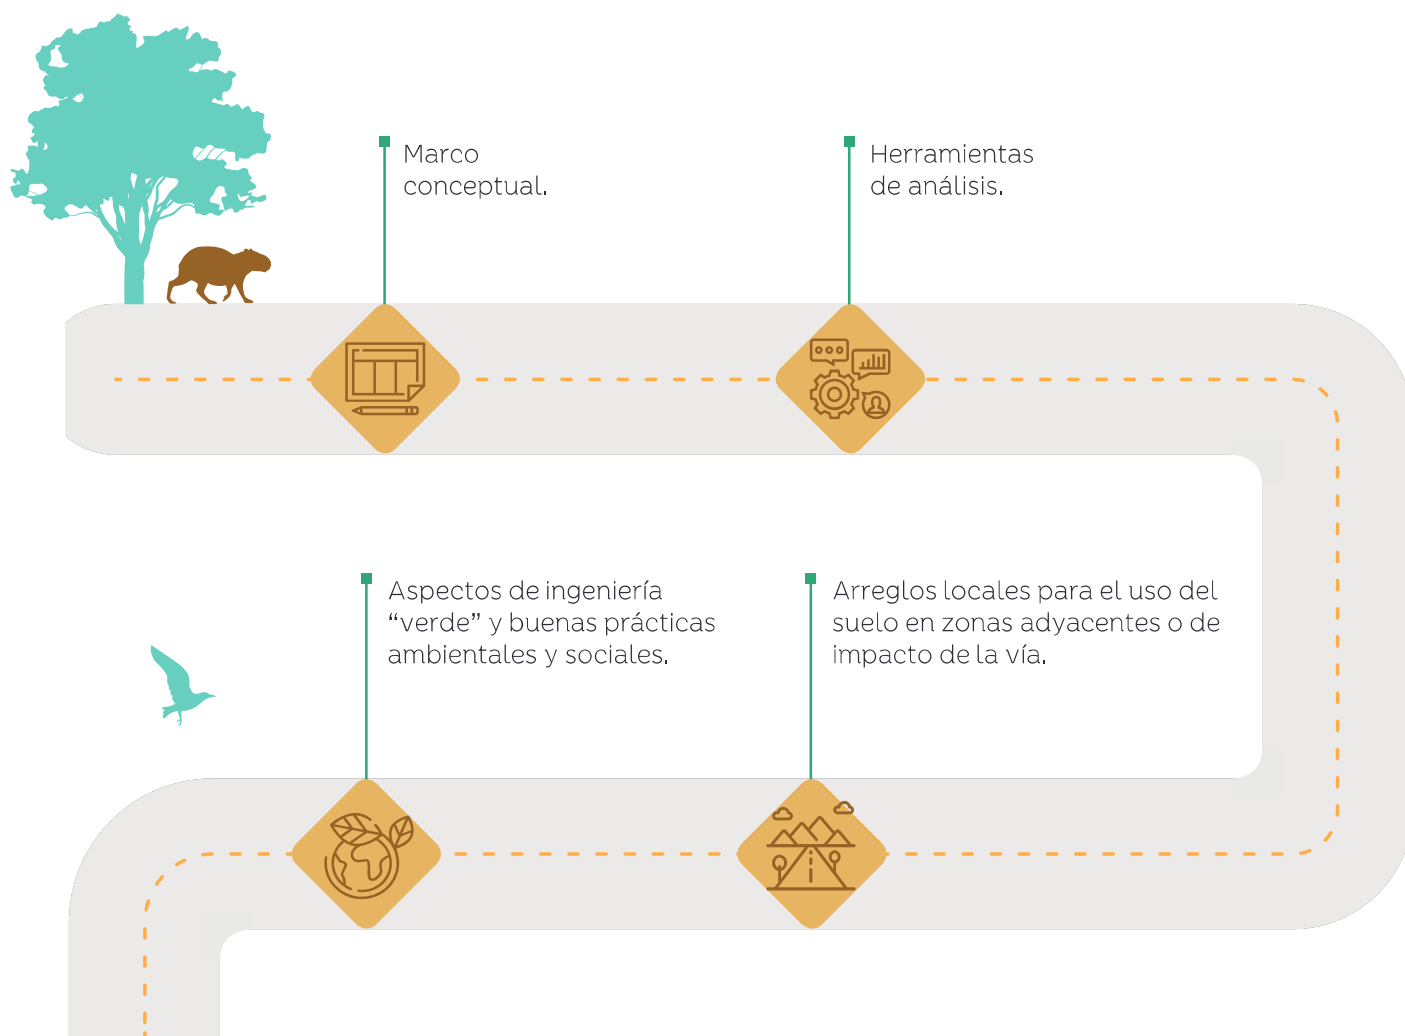 Marco
conceptual.
Herramientas
de análisis.
Aspectos de ingeniería
“verde” y buenas prácticas
ambientales y sociales.
Arreglos locales para el uso del
suelo en zonas adyacentes o de
impacto de la vía.